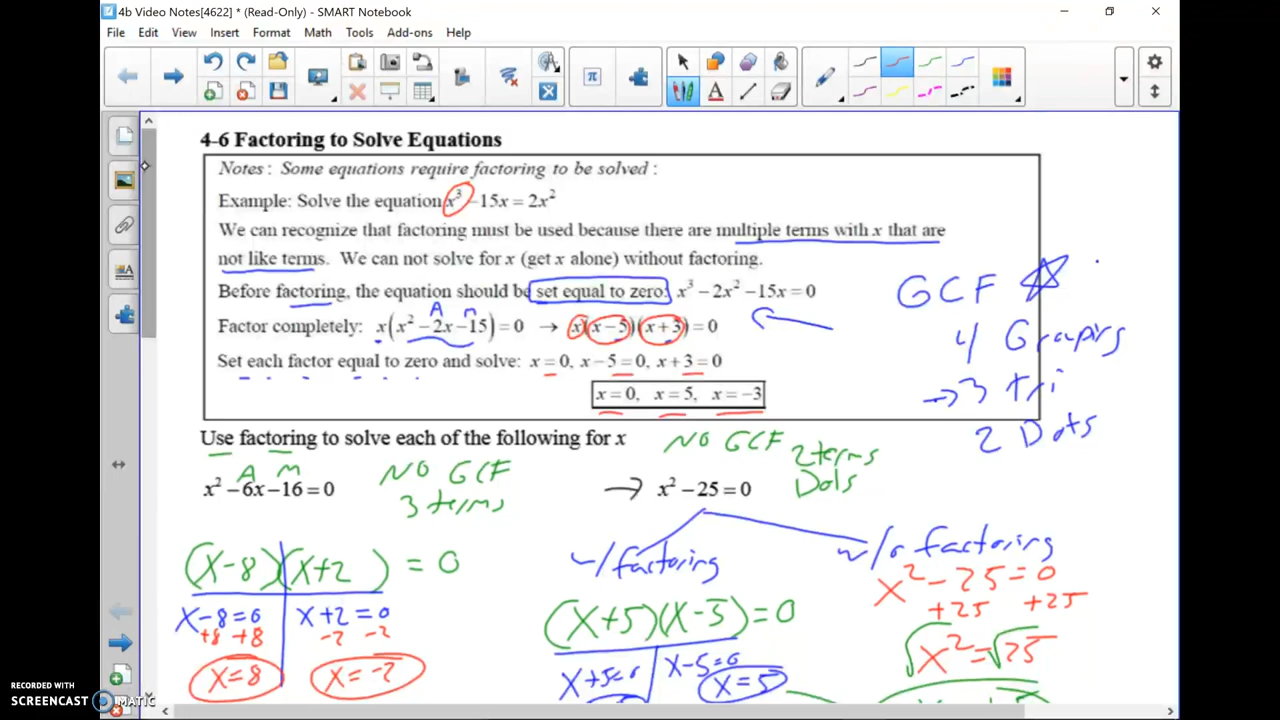 4b Video Notes[4622] * (Read-Only) - SMART Notebook
File Edit View Insert Format Math Tools Add-ons Help
4-6 Factoring to Solve Equations
Notes: Some equations require factoring to be solved:
Example: Solve the equation x³ -15x = 2x²
We can recognize that factoring must be used because there are multiple terms with x that are
not like terms. We can not solve for x (get x alone) without factoring.
Before factoring, the equation should be set equal to zero: x³ - 2x² - 15x = 0
A m
Factor completely: x(x² - 2x - 15) = 0 → x(x - 5)(x + 3) = 0
Set each factor equal to zero and solve: x = 0, x - 5 = 0, x + 3 = 0
x = 0, x = 5, x = -3
GCF
4 Grouping
→ 3 Tri
2 Dots
Use factoring to solve each of the following for x
A m
x² - 6x - 16 = 0
NO GCF
3 terms
(x-8)(x+2) = 0
x-8=0 x+2=0
+8 +8 -2 -2
x=8 x=-2
NO GCF
2 terms
Dots
→ x² - 25 = 0
w/factoring
(x+5)(x-5)=0
x+5=0 x-5=0
x=5
w/o factoring
x²-25=0
+25 +25
√x²=√25
RECORDED WITH
SCREENCAST MATIC